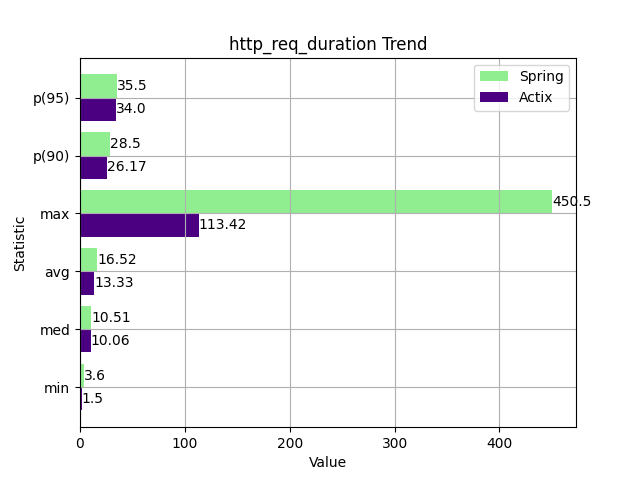 http_req_duration Trend
Spring
Actix
p(95)
35.5
34.0
p(90)
28.5
26.17
max
450.5
113.42
avg
16.52
13.33
med
10.51
10.06
min
3.6
1.5
Statistic
0 100 200 300 400
Value